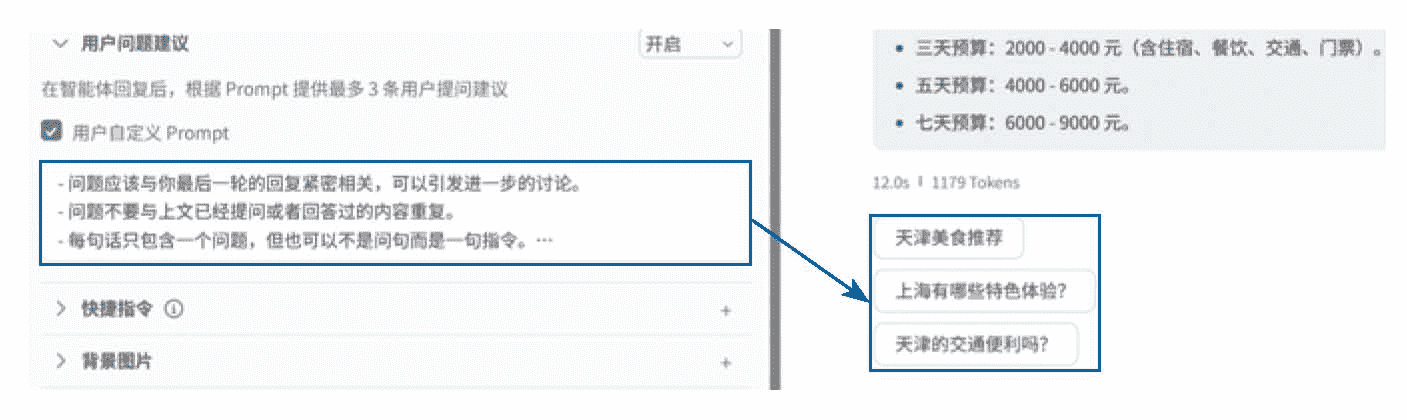 用户问题建议
开启
在智能体回复后，根据 Prompt 提供最多 3 条用户提问建议
用户自定义 Prompt
- 问题应该与你最后一轮的回复紧密相关，可以引发进一步的讨论。
- 问题不要与上文已经提问或者回答过的内容重复。
- 每句话只包含一个问题，但也可以不是问句而是一句指令。…
快捷指令
背景图片
• 三天预算：2000 - 4000 元（含住宿、餐饮、交通、门票）。
• 五天预算：4000 - 6000 元。
• 七天预算：6000 - 9000 元。
12.0s | 1179 Tokens
天津美食推荐
上海有哪些特色体验？
天津的交通便利吗？